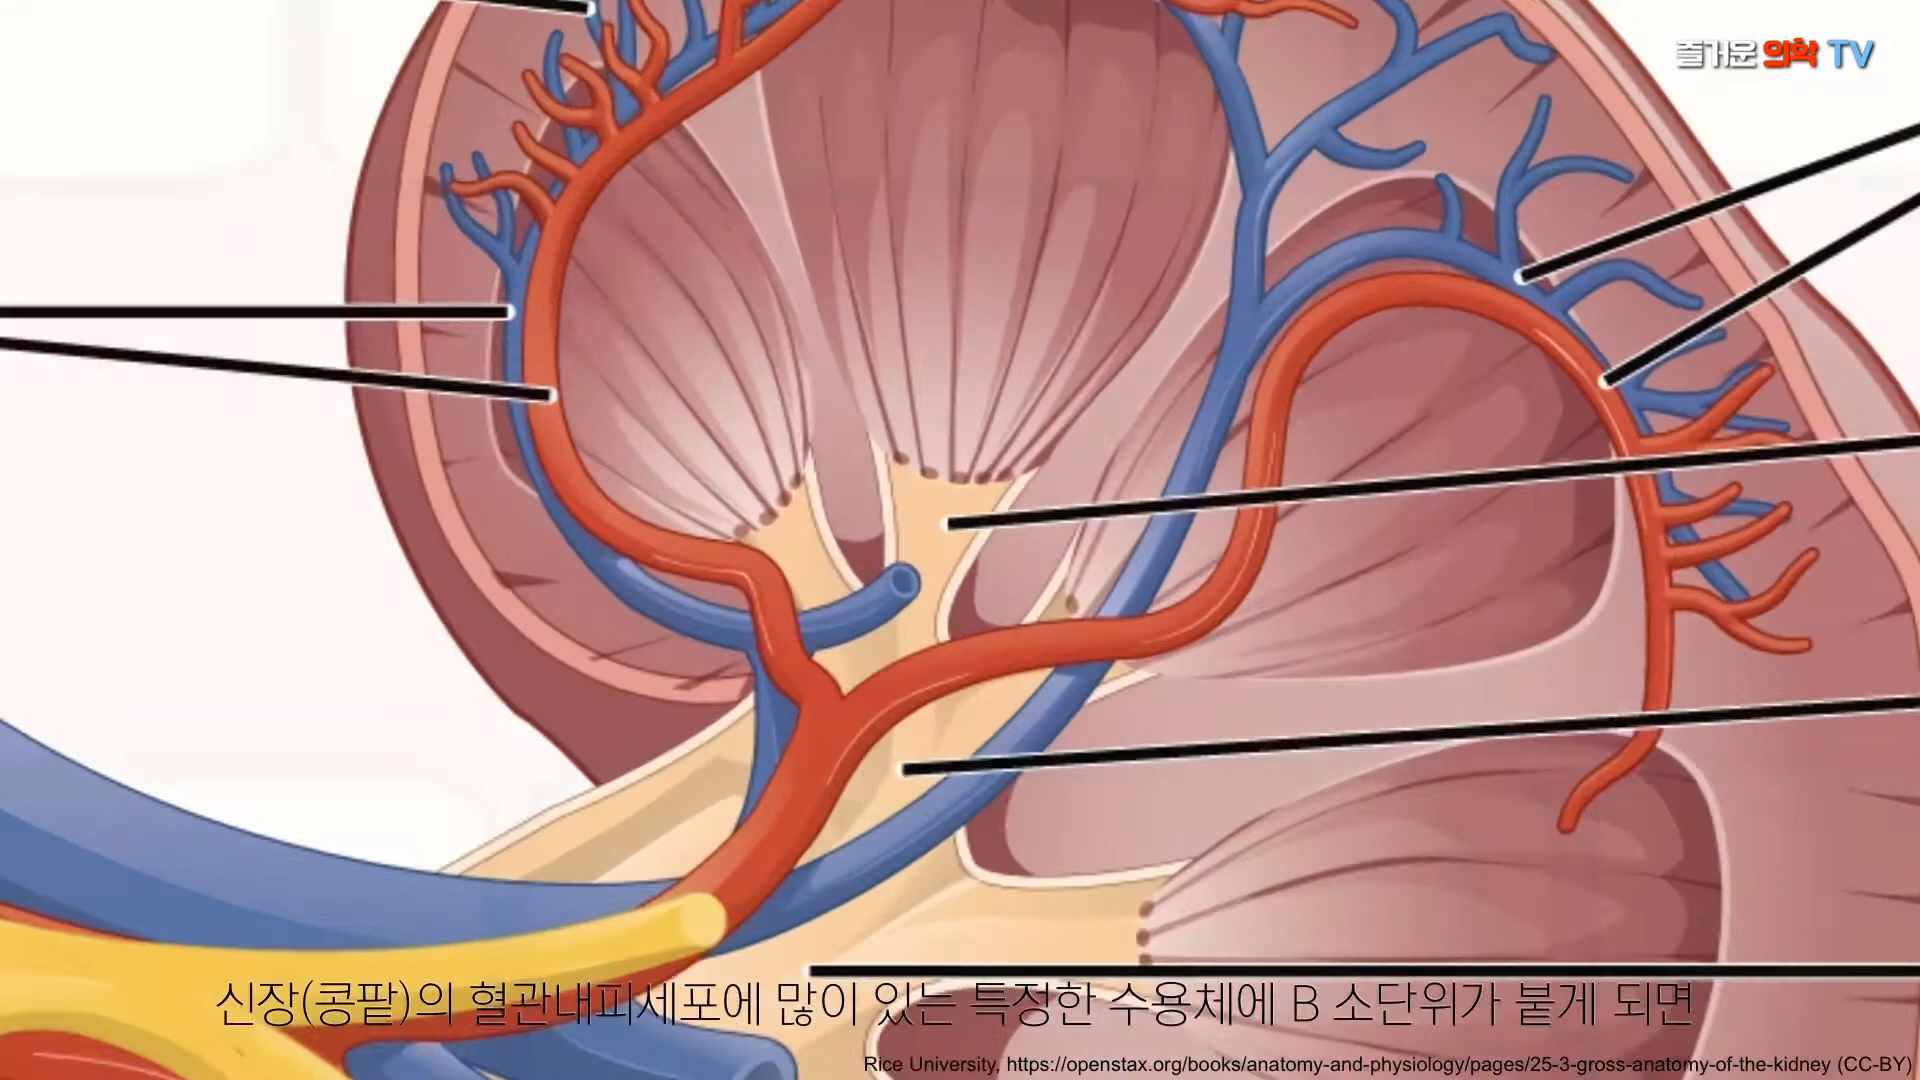 즐거운 의학 TV
신장(콩팥)의 혈관내피세포에 많이 있는 특정한 수용체에 B 소단위가 붙게 되면
Rice University, https://openstax.org/books/anatomy-and-physiology/pages/25-3-gross-anatomy-of-the-kidney (CC-BY)